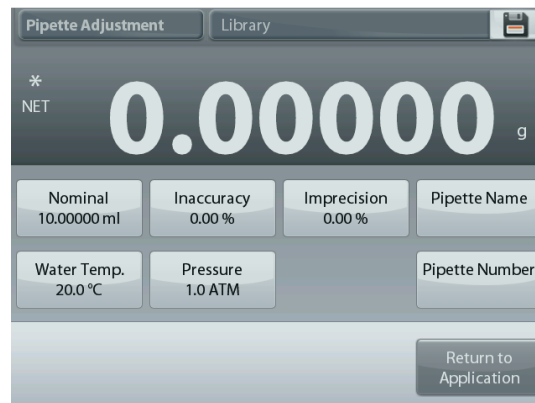 Pipette Adjustment
Library
*
NET
0.00000 g
Nominal
10.00000 ml
Inaccuracy
0.00 %
Imprecision
0.00 %
Pipette Name
Water Temp.
20.0 °C
Pressure
1.0 ATM
Pipette Number
Return to
Application